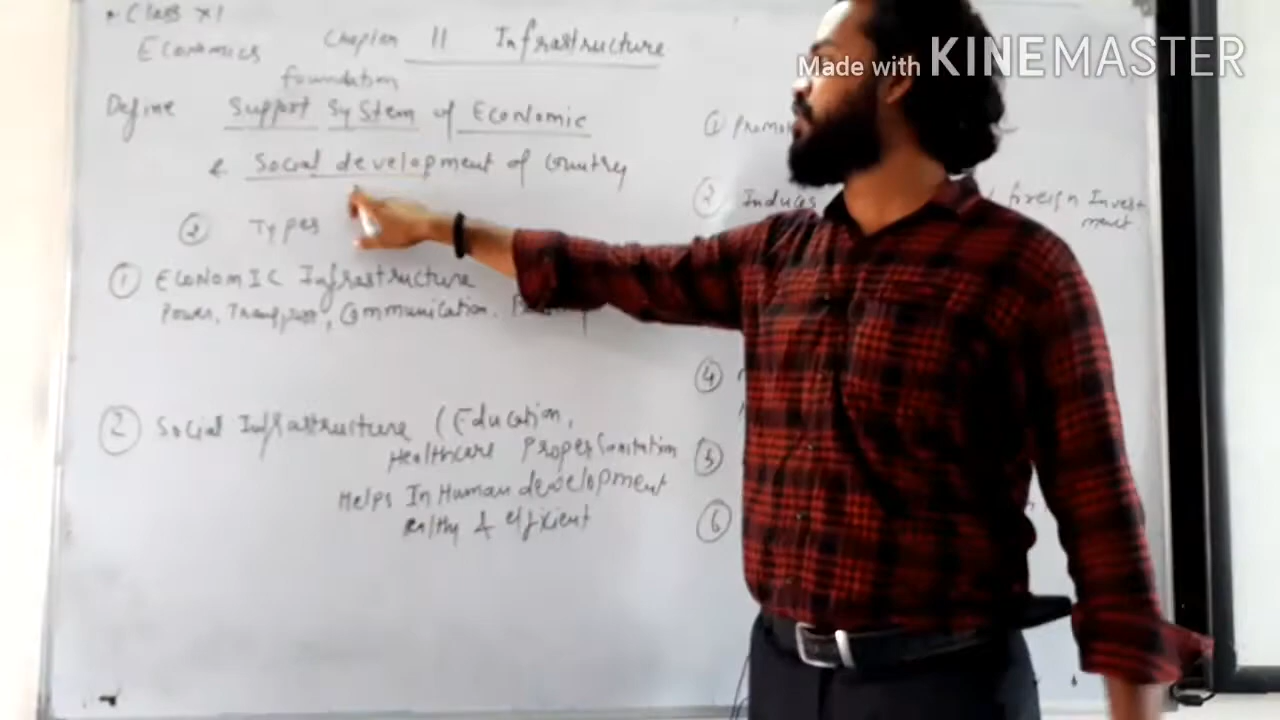 Class XI
Economics Chapter 11 Infrastructure
foundation
Define Support System of Economic
& Social development of country
② Types
① Economic Infrastructure
Power, Transport, Communication.
② Social Infrastructure (Education,
Healthcare Proper Sanitation
Helps In Human development
& efficient
①
② Induces foreign Invest
ment
④
⑤
⑥
Made with KINEMASTER